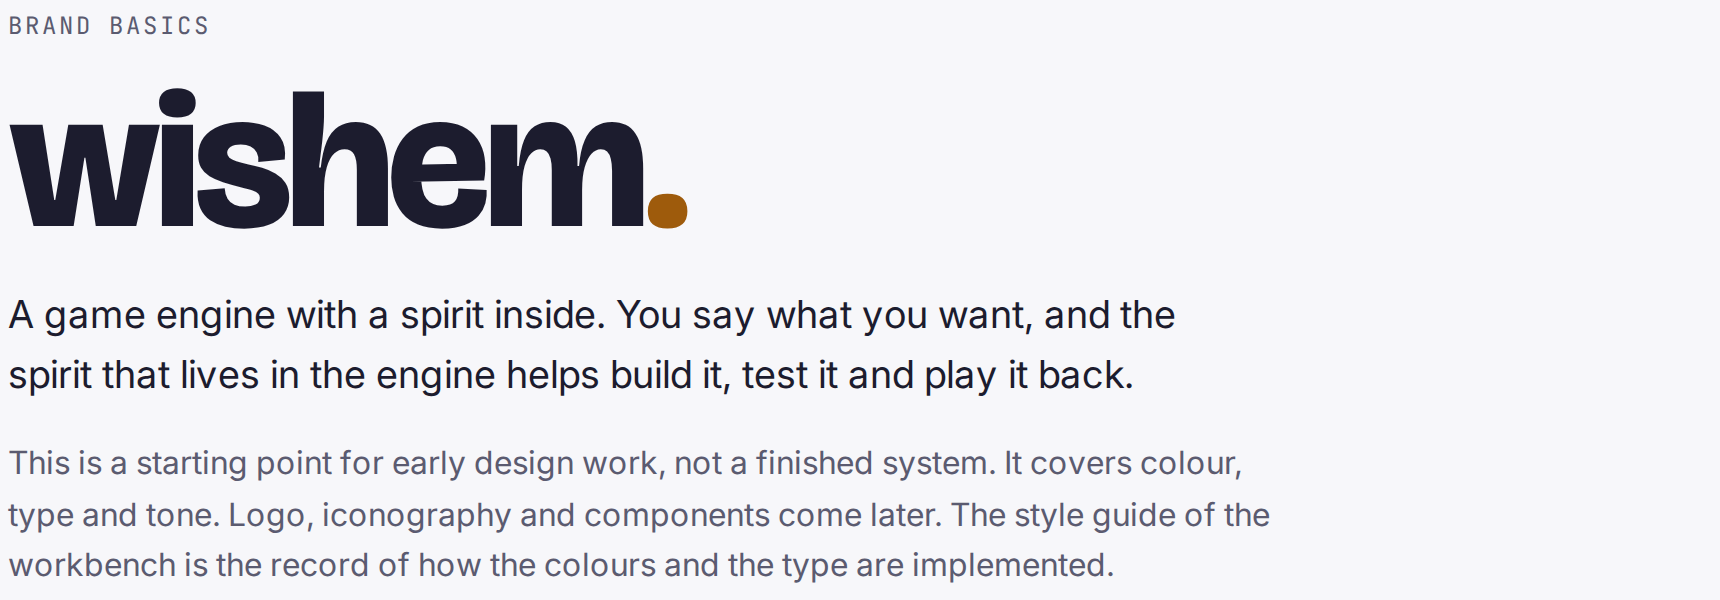 BRAND BASICS
wishem.
A game engine with a spirit inside. You say what you want, and the
spirit that lives in the engine helps build it, test it and play it back.
This is a starting point for early design work, not a finished system. It covers colour,
type and tone. Logo, iconography and components come later. The style guide of the
workbench is the record of how the colours and the type are implemented.